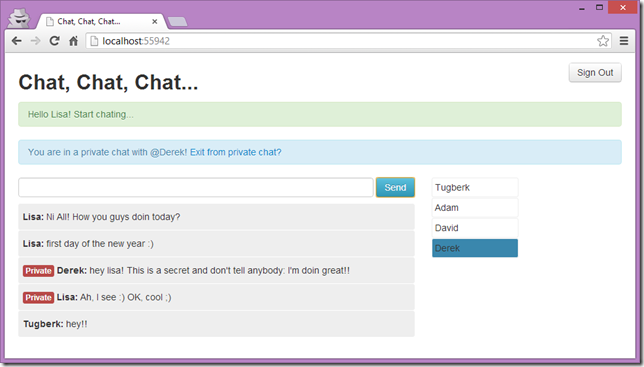 Chat, Chat, Chat...
localhost:55942
Chat, Chat, Chat...
Sign Out
Hello Lisa! Start chating...
You are in a private chat with @Derek! Exit from private chat?
Send
Lisa: Ni All! How you guys doin today?
Lisa: first day of the new year :)
Private Derek: hey lisa! This is a secret and don't tell anybody: I'm doin great!!
Private Lisa: Ah, I see :) OK, cool ;)
Tugberk: hey!!
Tugberk
Adam
David
Derek